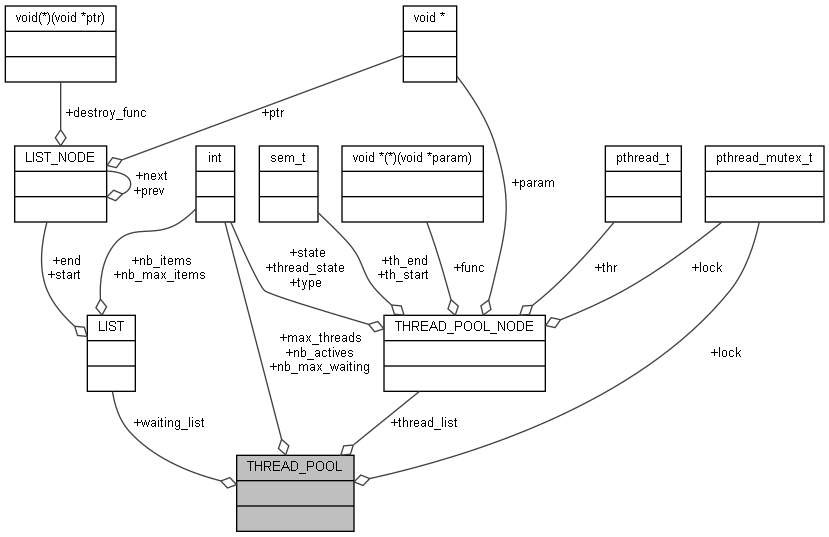 void(*)(void *ptr)
void *
+destroy_func
+ptr
LIST_NODE
int
sem_t
void *(*)(void *param)
pthread_t
pthread_mutex_t
+next
+prev
+param
+end
+start
+nb_items
+nb_max_items
+state
+thread_state
+type
+th_end
+th_start
+func
+thr
+lock
LIST
THREAD_POOL_NODE
+max_threads
+nb_actives
+nb_max_waiting
+lock
+waiting_list
+thread_list
THREAD_POOL